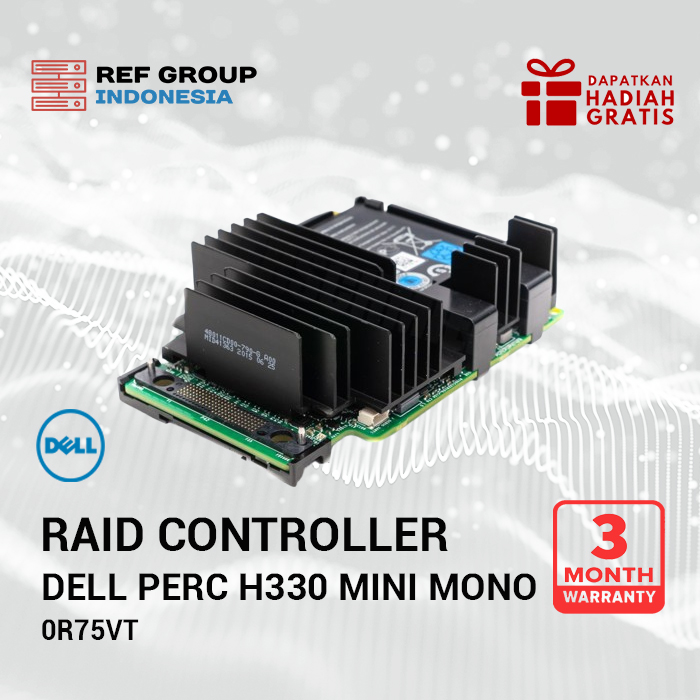 REF GROUP
INDONESIA
DAPATKAN
HADIAH
GRATIS
DELL
RAID CONTROLLER
DELL PERC H330 MINI MONO
0R75VT
3
MONTH
WARRANTY